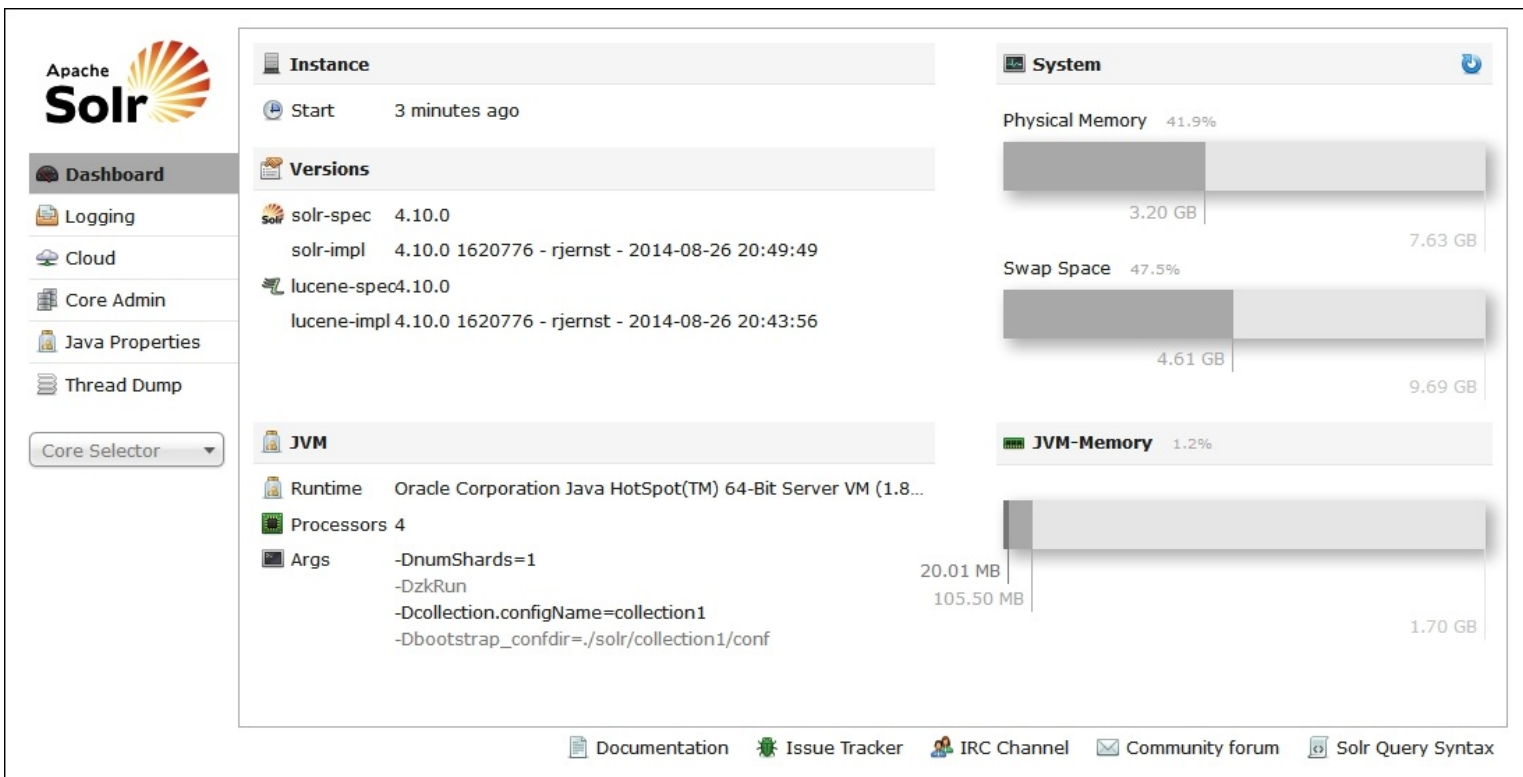 Apache
Solr
Dashboard
Logging
Cloud
Core Admin
Java Properties
Thread Dump
Core Selector
Instance
Start 3 minutes ago
Versions
solr-spec 4.10.0
solr-impl 4.10.0 1620776 - rjernst - 2014-08-26 20:49:49
lucene-spec4.10.0
lucene-impl 4.10.0 1620776 - rjernst - 2014-08-26 20:43:56
JVM
Runtime Oracle Corporation Java HotSpot(TM) 64-Bit Server VM (1.8...
Processors 4
Args -DnumShards=1
-DzkRun
-Dcollection.configName=collection1
-Dbootstrap_confdir=./solr/collection1/conf
System
Physical Memory 41.9%
3.20 GB
7.63 GB
Swap Space 47.5%
4.61 GB
9.69 GB
JVM-Memory 1.2%
20.01 MB
105.50 MB
1.70 GB
Documentation Issue Tracker IRC Channel Community forum Solr Query Syntax